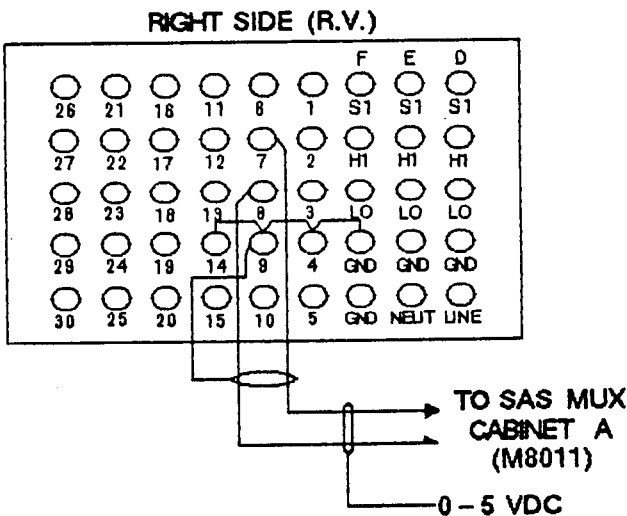 RIGHT SIDE (R.V.)
F E D
26 21 16 11 6 1 S1 S1 S1
27 22 17 12 7 2 H1 H1 H1
28 23 18 13 8 3 LO LO LO
29 24 19 14 9 4 GND GND GND
30 25 20 15 10 5 GND NEUT LINE
TO SAS MUX
CABINET A
(M8011)
0 – 5 VDC